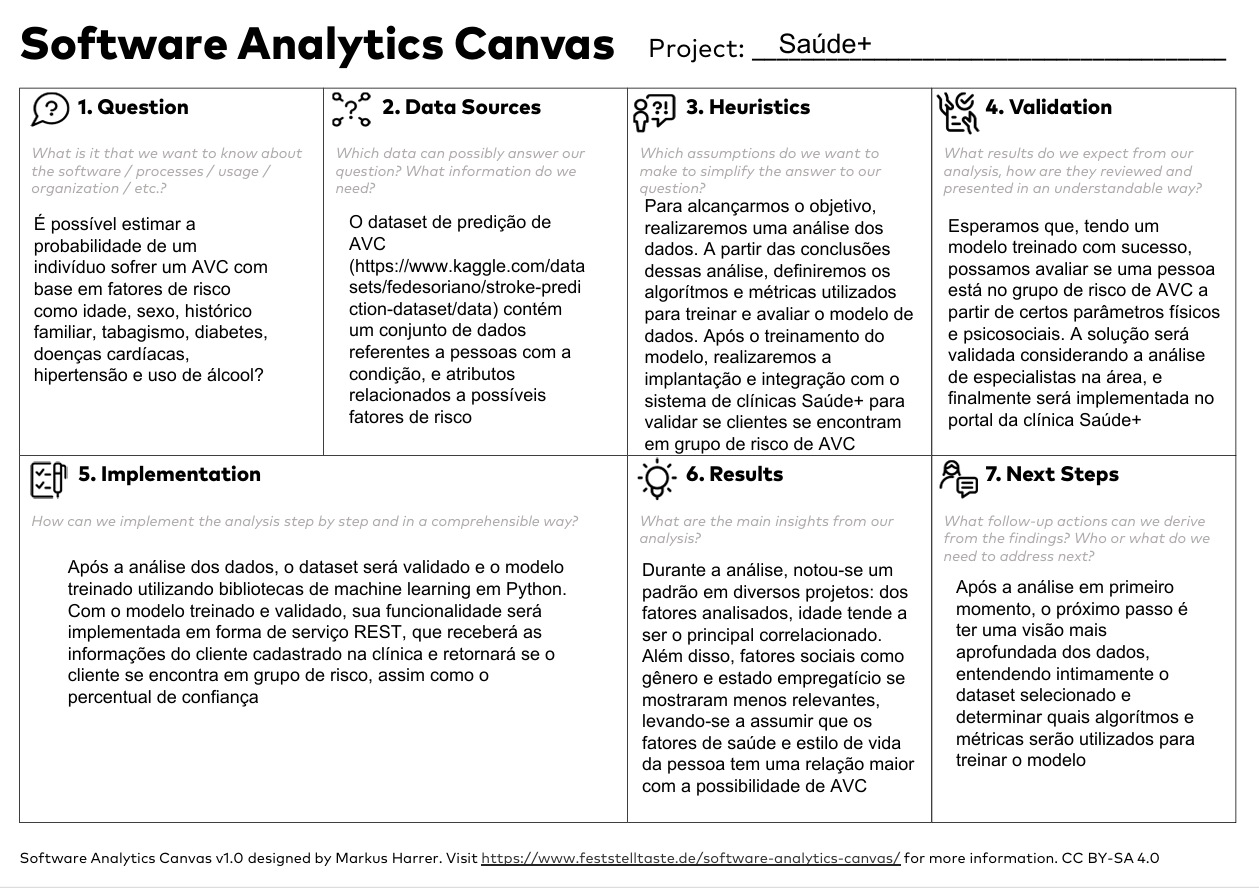 Software Analytics Canvas
Project: Saúde+
1. Question
What is it that we want to know about
the software / processes / usage /
organization / etc.?
É possível estimar a
probabilidade de um
indivíduo sofrer um AVC com
base em fatores de risco
como idade, sexo, histórico
familiar, tabagismo, diabetes,
doenças cardíacas,
hipertensão e uso de álcool?
2. Data Sources
Which data can possibly answer our
question? What information do we
need?
O dataset de predição de
AVC
(https://www.kaggle.com/data
sets/fedesoriano/stroke-predi
ction-dataset/data) contém
um conjunto de dados
referentes a pessoas com a
condição, e atributos
relacionados a possíveis
fatores de risco
3. Heuristics
Which assumptions do we want to
make to simplify the answer to our
question?
Para alcançarmos o objetivo,
realizaremos uma análise dos
dados. A partir das conclusões
dessas análise, definiremos os
algorítmos e métricas utilizados
para treinar e avaliar o modelo de
dados. Após o treinamento do
modelo, realizaremos a
implantação e integração com o
sistema de clínicas Saúde+ para
validar se clientes se encontram
em grupo de risco de AVC
4. Validation
What results do we expect from our
analysis, how are they reviewed and
presented in an understandable way?
Esperamos que, tendo um
modelo treinado com sucesso,
possamos avaliar se uma pessoa
está no grupo de risco de AVC a
partir de certos parâmetros físicos
e psicosociais. A solução será
validada considerando a análise
de especialistas na área, e
finalmente será implementada no
portal da clínica Saúde+
5. Implementation
How can we implement the analysis step by step and in a comprehensible way?
Após a análise dos dados, o dataset será validado e o modelo
treinado utilizando bibliotecas de machine learning em Python.
Com o modelo treinado e validado, sua funcionalidade será
implementada em forma de serviço REST, que receberá as
informações do cliente cadastrado na clínica e retornará se o
cliente se encontra em grupo de risco, assim como o
percentual de confiança
6. Results
What are the main insights from our
analysis?
Durante a análise, notou-se um
padrão em diversos projetos: dos
fatores analisados, idade tende a
ser o principal correlacionado.
Além disso, fatores sociais como
gênero e estado empregatício se
mostraram menos relevantes,
levando-se a assumir que os
fatores de saúde e estilo de vida
da pessoa tem uma relação maior
com a possibilidade de AVC
7. Next Steps
What follow-up actions can we derive
from the findings? Who or what do we
need to address next?
Após a análise em primeiro
momento, o próximo passo é
ter uma visão mais
aprofundada dos dados,
entendendo intimamente o
dataset selecionado e
determinar quais algorítmos e
métricas serão utilizados para
treinar o modelo
Software Analytics Canvas v1.0 designed by Markus Harrer. Visit https://www.feststelltaste.de/software-analytics-canvas/ for more information. CC BY-SA 4.0